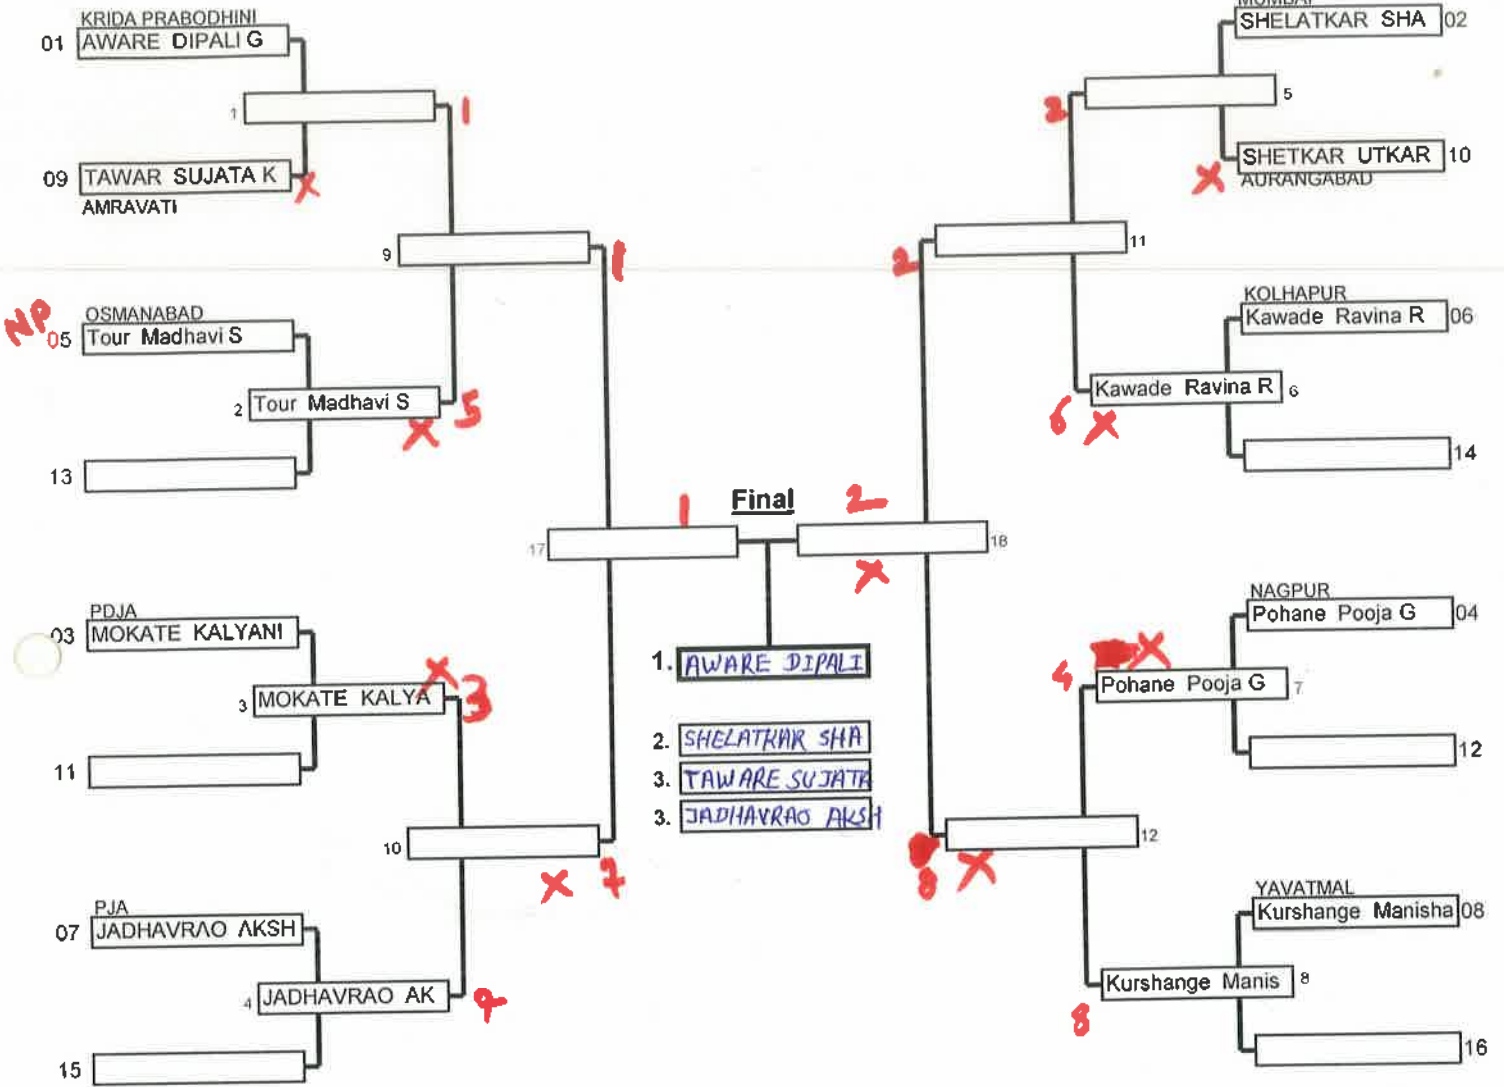 KRIDA PRABODHINI
01 AWARE DIPALI G
1
1
09 TAWAR SUJATA K X
AMRAVATI
9
1
NP
OSMANABAD
05 Tour Madhavi S
2 Tour Madhavi S
X 5
13
17
1
PDJA
03 MOKATE KALYANI
X
3 MOKATE KALYA 3
11
10
X 7
PJA
07 JADHAVRAO AKSH
4 JADHAVRAO AK
15
Final
1. AWARE DIPALI
2. SHELATKAR SHA
3. TAWARE SUJATA
3. JADHAVRAO AKSH
MUMBAI
SHELATKAR SHA 02
5
2
SHETKAR UTKAR 10
X AURANGABAD
11
2
KOLHAPUR
Kawade Ravina R 06
Kawade Ravina R 6
6 X
14
2
18
X
NAGPUR
Pohane Pooja G 04
X
4
Pohane Pooja G 7
12
12
8 X
YAVATMAL
Kurshange Manisha 08
Kurshange Manis 8
8
16